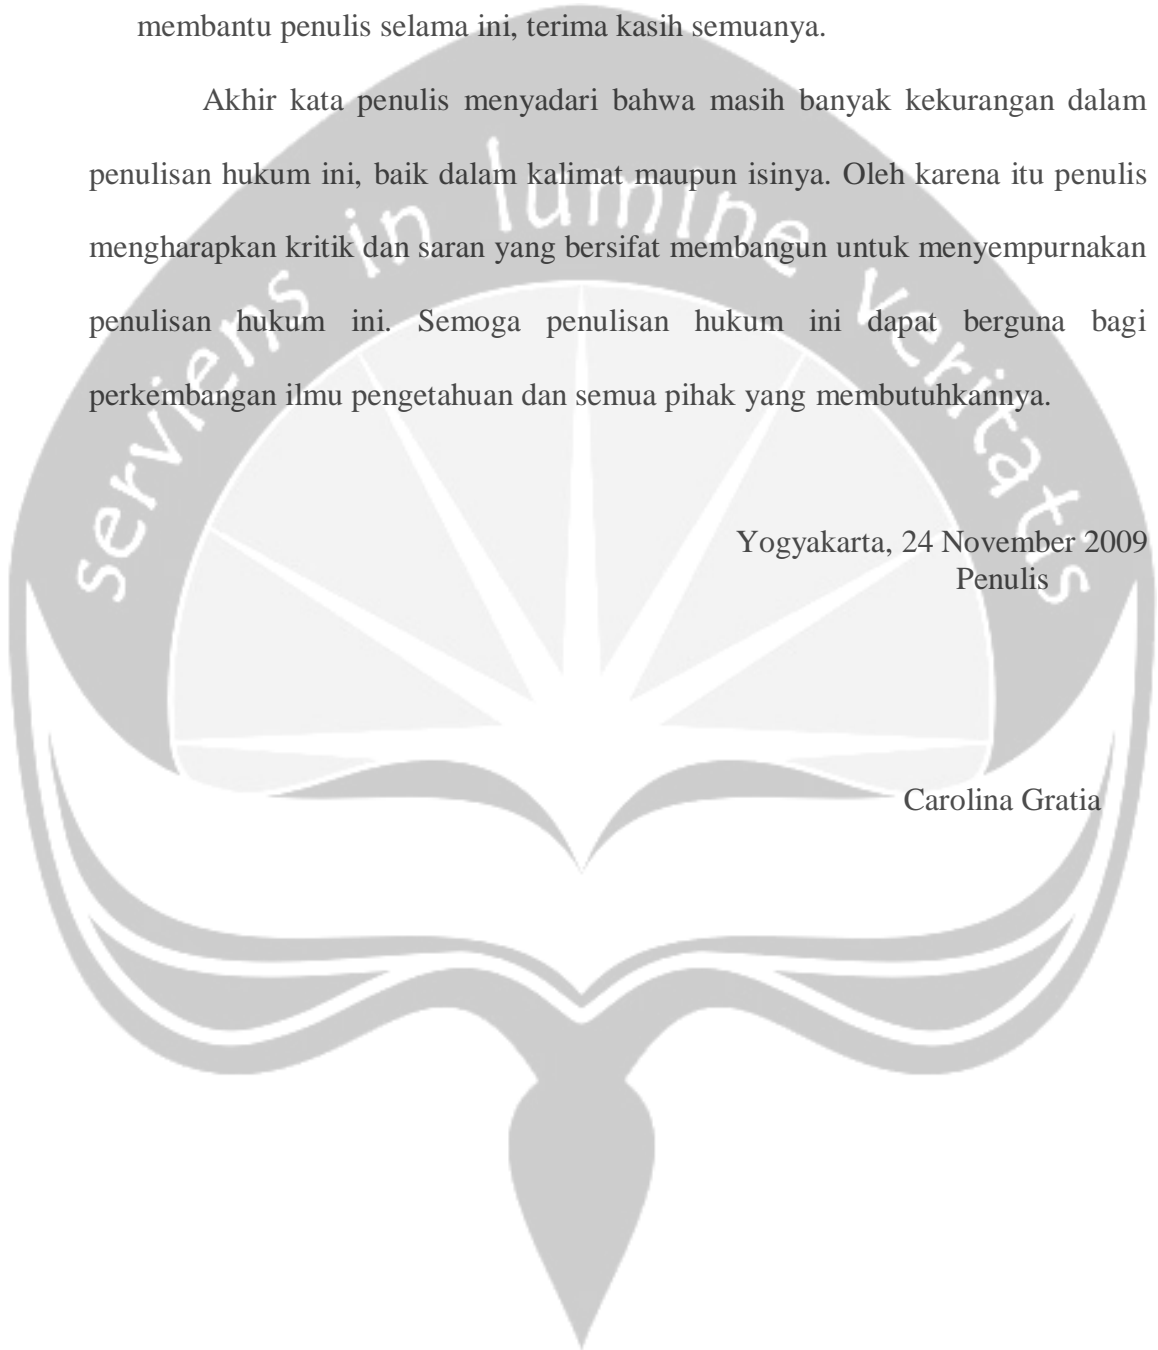 membantu penulis selama ini, terima kasih semuanya.
Akhir kata penulis menyadari bahwa masih banyak kekurangan dalam
penulisan hukum ini, baik dalam kalimat maupun isinya. Oleh karena itu penulis
mengharapkan kritik dan saran yang bersifat membangun untuk menyempurnakan
penulisan hukum ini. Semoga penulisan hukum ini dapat berguna bagi
perkembangan ilmu pengetahuan dan semua pihak yang membutuhkannya.
Yogyakarta, 24 November 2009
Penulis
Carolina Gratia
serviens in lumine veritatis